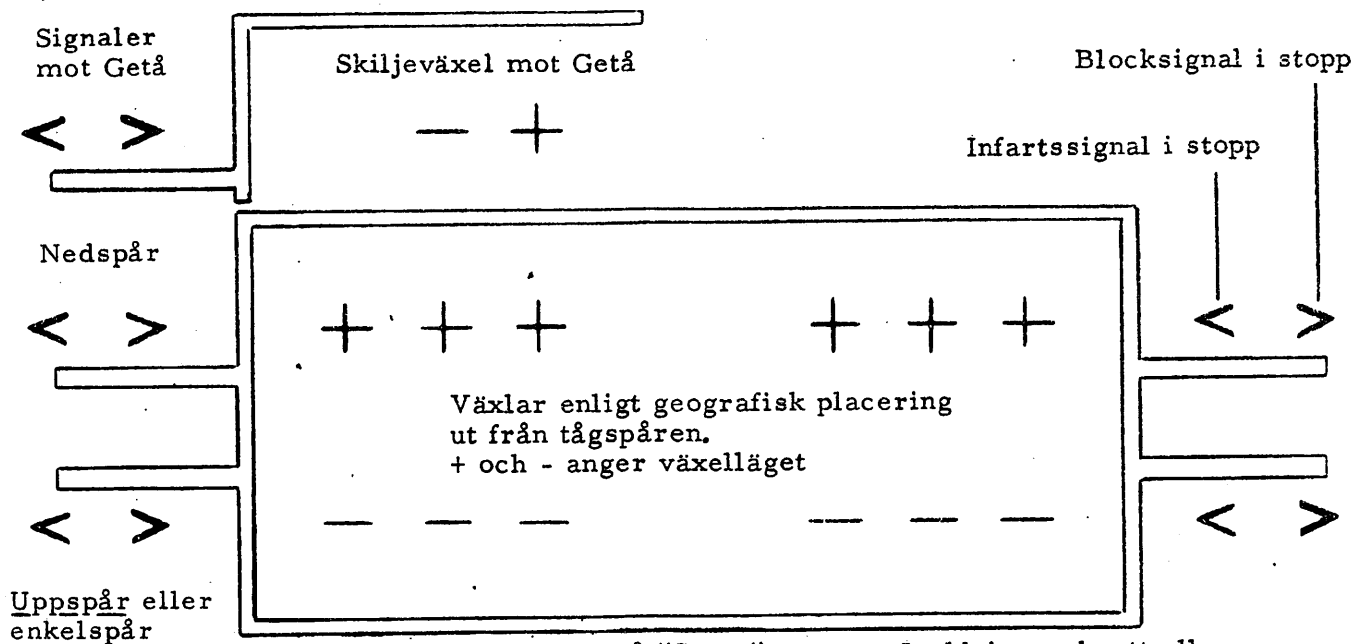 Signaler
mot Getå
Skiljeväxel mot Getå
Blocksignal i stopp
< >
- +
Infartssignal i stopp
Nedspår
< > + + + + + + < >
Växlar enligt geografisk placering
ut från tågspåren.
+ och - anger växelläget
< > - - - - - - < >
Uppspår eller
enkelspår